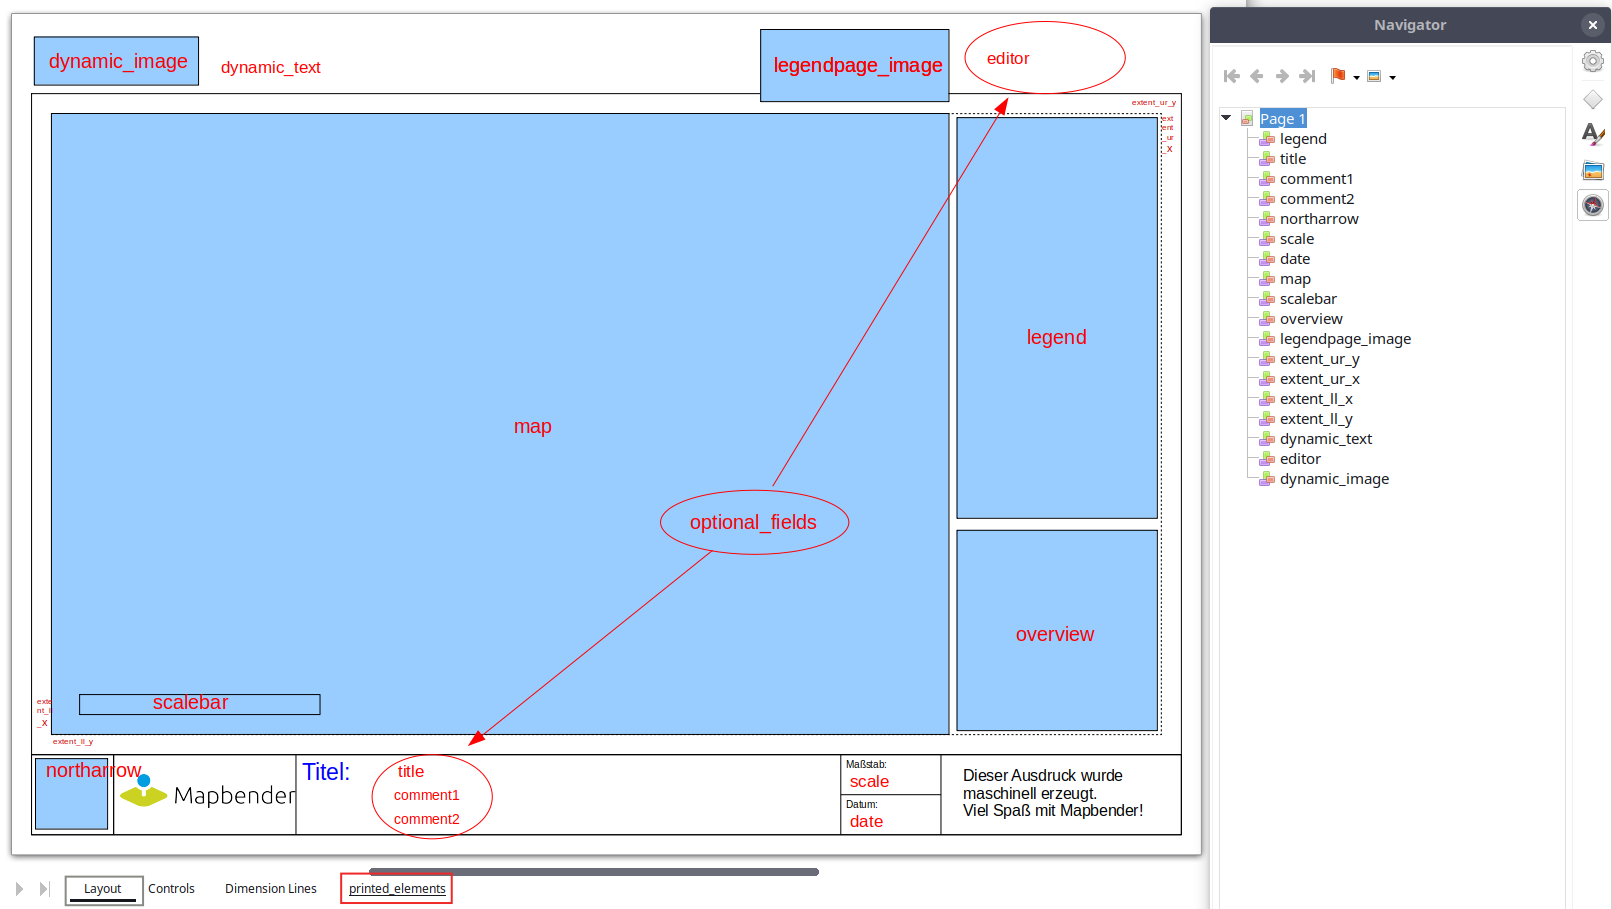 dynamic_image
dynamic_text
legendpage_image
editor
extent_ur_y
ext
ent
_ur
_x
legend
map
optional_fields
overview
scalebar
exte
nt_l
_x
extent_ll_y
northarrow
Mapbender
Titel:
title
comment1
comment2
Maßstab:
scale
Datum:
date
Dieser Ausdruck wurde
maschinell erzeugt.
Viel Spaß mit Mapbender!
Layout
Controls
Dimension Lines
printed_elements
Navigator
Page 1
legend
title
comment1
comment2
northarrow
scale
date
map
scalebar
overview
legendpage_image
extent_ur_y
extent_ur_x
extent_ll_x
extent_ll_y
dynamic_text
editor
dynamic_image